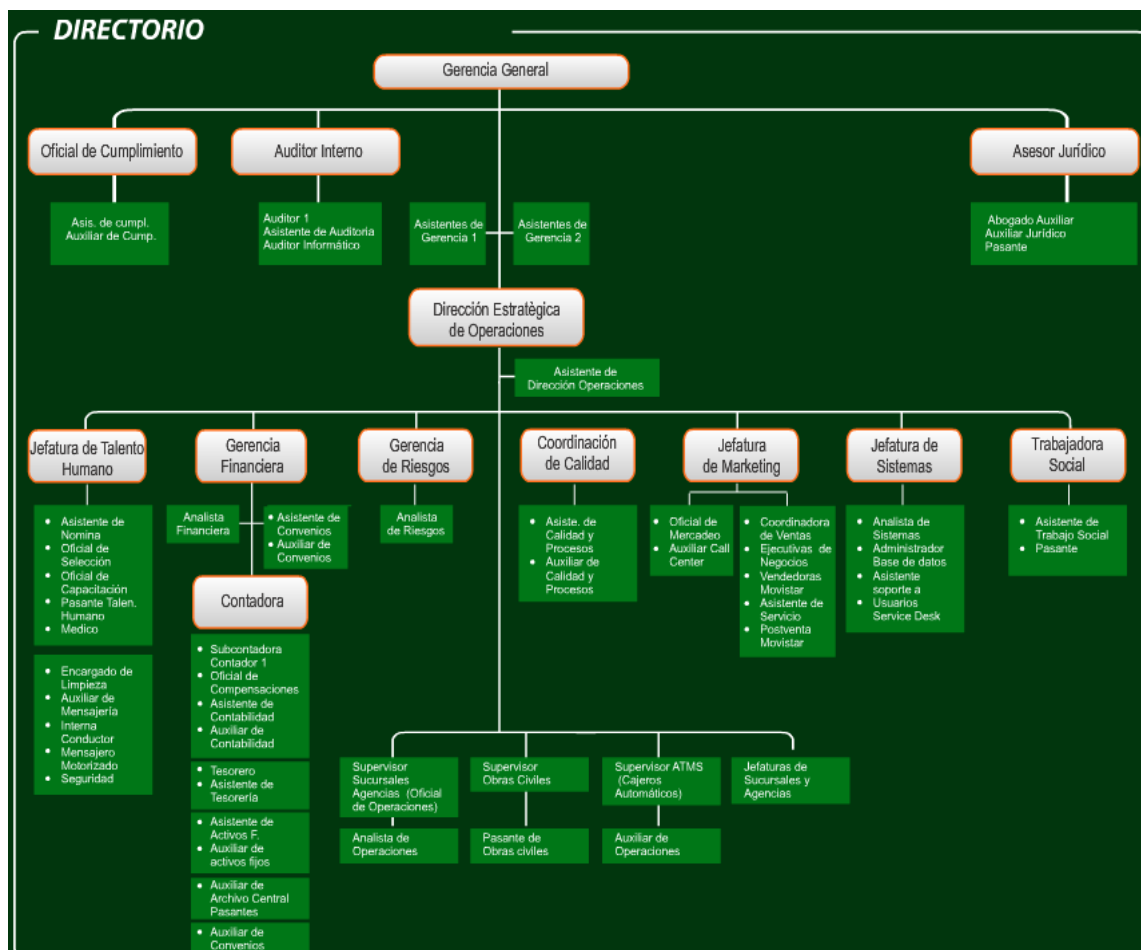 DIRECTORIO
Gerencia General
Oficial de Cumplimiento
Auditor Interno
Asesor Jurídico
Asis. de cumpl.
Auxiliar de Cump.
Auditor 1
Asistente de Auditoria
Auditor Informático
Asistentes de
Gerencia 1
Asistentes de
Gerencia 2
Abogado Auxiliar
Auxiliar Jurídico
Pasante
Dirección Estratègica
de Operaciones
Asistente de
Dirección Operaciones
Jefatura de Talento
Humano
Gerencia
Financiera
Gerencia
de Riesgos
Coordinación
de Calidad
Jefatura
de Marketing
Jefatura de
Sistemas
Trabajadora
Social
• Asistente de
Nomina
• Oficial de
Selección
• Oficial de
Capacitación
• Pasante Talen.
Humano
• Medico
• Encargado de
Limpieza
• Auxiliar de
Mensajería
• Interna
Conductor
• Mensajero
Motorizado
• Seguridad
Analista
Financiera
• Asistente de
Convenios
• Auxiliar de
Convenios
Contadora
• Subcontadora
Contador 1
• Oficial de
Compensaciones
• Asistente de
Contabilidad
• Auxiliar de
Contabilidad
• Tesorero
• Asistente de
Tesorería
• Asistente de
Activos F.
• Auxiliar de
activos fijos
• Auxiliar de
Archivo Central
Pasantes
• Auxiliar de
Convenios
Analista
de Riesgos
• Asiste. de
Calidad y
Procesos
• Auxiliar de
Calidad y
Procesos
• Oficial de
Mercadeo
• Auxiliar Call
Center
• Coordinadora
de Ventas
• Ejecutivas de
Negocios
• Vendedoras
Movistar
• Asistente de
Servicio
• Postventa
Movistar
• Analista de
Sistemas
• Administrador
Base de datos
• Asistente
soporte a
• Usuarios
Service Desk
• Asistente de
Trabajo Social
• Pasante
Supervisor
Sucursales
Agencias (Oficial
de Operaciones)
Supervisor
Obras Civiles
Supervisor ATMS
(Cajeros
Automáticos)
Jefaturas de
Sucursales y
Agencias
Analista de
Operaciones
Pasante de
Obras civiles
Auxiliar de
Operaciones